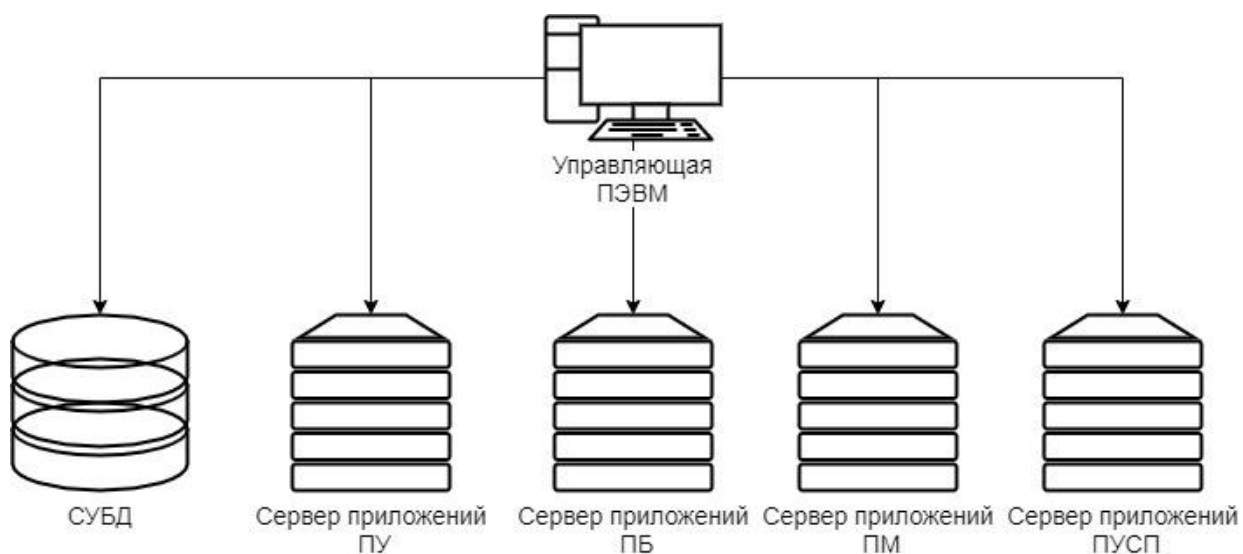 Управляющая
ПЭВМ
СУБД
Сервер приложений
ПУ
Сервер приложений
ПБ
Сервер приложений
ПМ
Сервер приложений
ПУСП